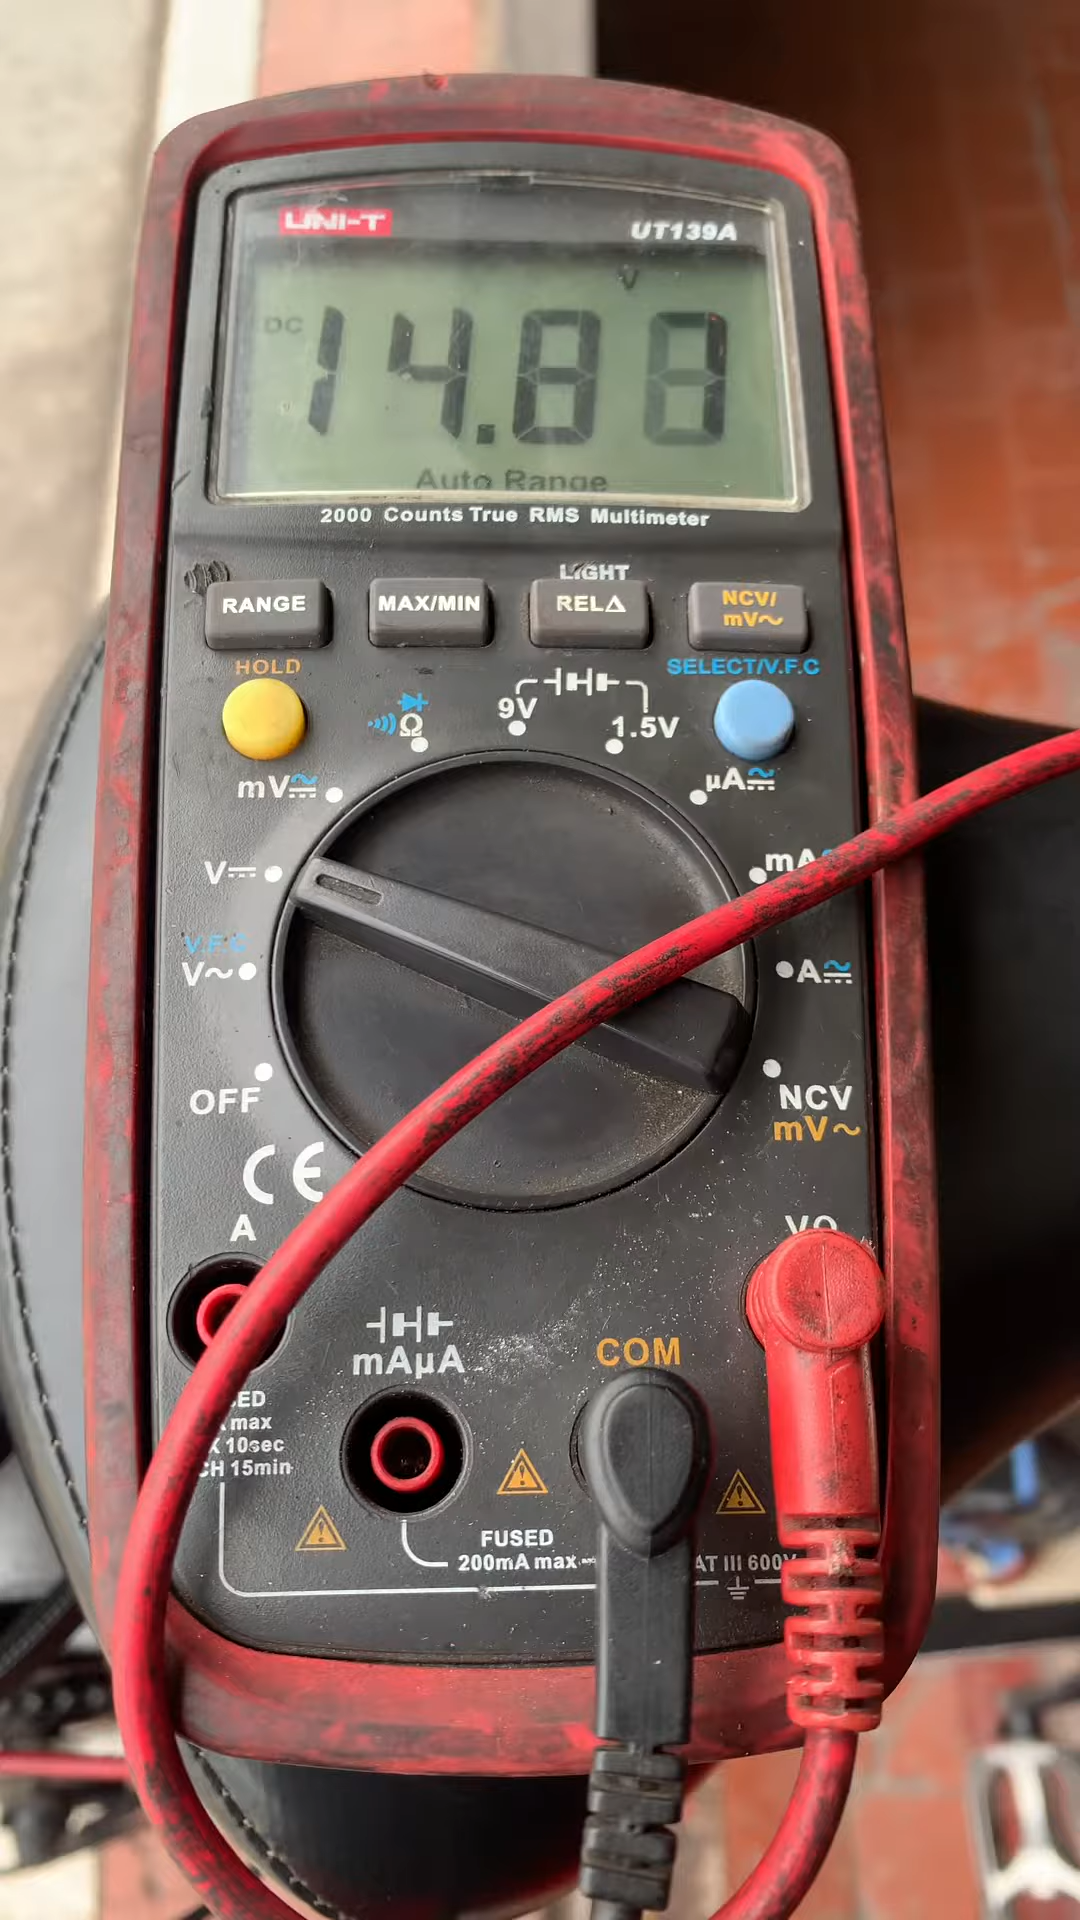 UNI-T
UT139A
V
DC
14.88
Auto Range
2000 Counts True RMS Multimeter
LIGHT
RANGE
MAX/MIN
REL△
NCV/
mV~
HOLD
SELECT/V.F.C
Ω
9V
1.5V
mV
μA
V
mA
V.F.C
V~
A
OFF
NCV
mV~
CE
A
VΩ
mAμA
COM
max
10sec
15min
FUSED
200mA max
600V